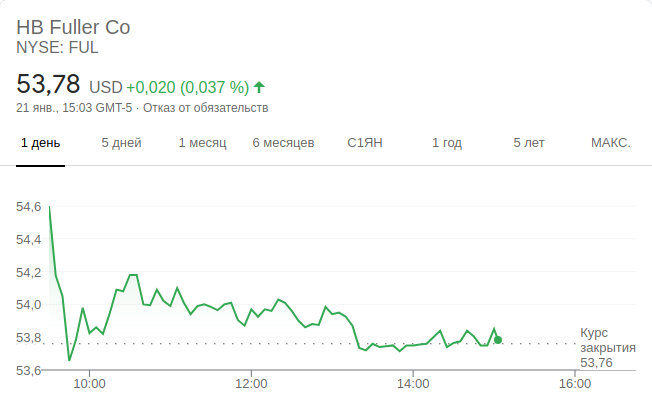 HB Fuller Co
NYSE: FUL
53,78 USD +0,020 (0,037 %)
21 янв., 15:03 GMT-5 · Отказ от обязательств
1 день 5 дней 1 месяц 6 месяцев С1ЯН 1 год 5 лет МАКС.
54,6
54,4
54,2
54,0
53,8
53,6
Курс
закрытия
53,76
10:00 12:00 14:00 16:00